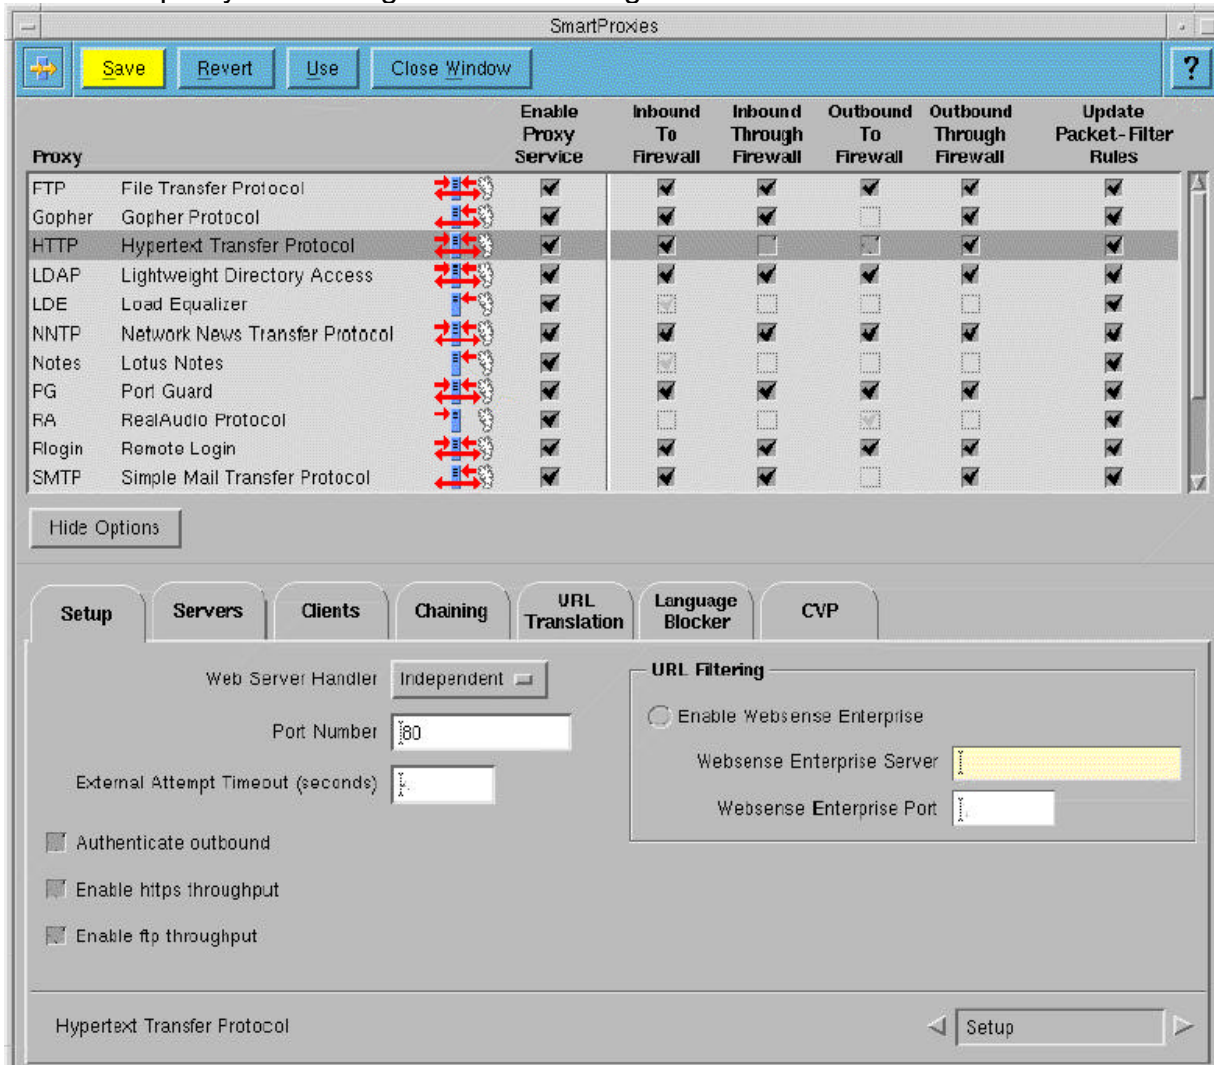 SmartProxies
Save Revert Use Close Window ?
Proxy Enable Proxy Service Inbound To Firewall Inbound Through Firewall Outbound To Firewall Outbound Through Firewall Update Packet-Filter Rules
FTP File Transfer Protocol
Gopher Gopher Protocol
HTTP Hypertext Transfer Protocol
LDAP Lightweight Directory Access
LDE Load Equalizer
NNTP Network News Transfer Protocol
Notes Lotus Notes
PG Port Guard
RA RealAudio Protocol
Rlogin Remote Login
SMTP Simple Mail Transfer Protocol
Hide Options
Setup Servers Clients Chaining URL Translation Language Blocker CVP
Web Server Handler Independent
Port Number 80
External Attempt Timeout (seconds)
Authenticate outbound
Enable https throughput
Enable ftp throughput
URL Filtering
Enable Websense Enterprise
Websense Enterprise Server
Websense Enterprise Port
Hypertext Transfer Protocol Setup